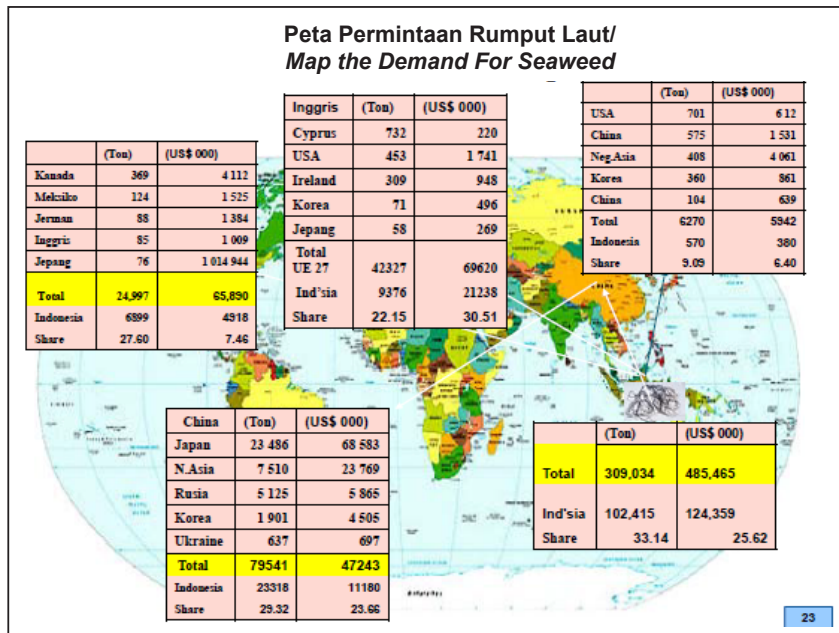 Peta Permintaan Rumput Laut/
Map the Demand For Seaweed
(Ton) (US$ 000)
Kanada 369 4 112
Meksiko 124 1 525
Jerman 88 1 384
Inggris 85 1 009
Jepang 76 1 014 944
Total 24,997 65,890
Indonesia 6899 4918
Share 27.60 7.46
Inggris (Ton) (US$ 000)
Cyprus 732 220
USA 453 1 741
Ireland 309 948
Korea 71 496
Jepang 58 269
Total
UE 27 42327 69620
Ind'sia 9376 21238
Share 22.15 30.51
(Ton) (US$ 000)
USA 701 6 12
China 575 1 531
Neg.Asia 408 4 061
Korea 360 861
China 104 639
Total 6270 5942
Indonesia 570 380
Share 9.09 6.40
China (Ton) (US$ 000)
Japan 23 486 68 583
N.Asia 7 510 23 769
Rusia 5 125 5 865
Korea 1 901 4 505
Ukraine 637 697
Total 79541 47243
Indonesia 23318 11180
Share 29.32 23.66
(Ton) (US$ 000)
Total 309,034 485,465
Ind'sia 102,415 124,359
Share 33.14 25.62
23